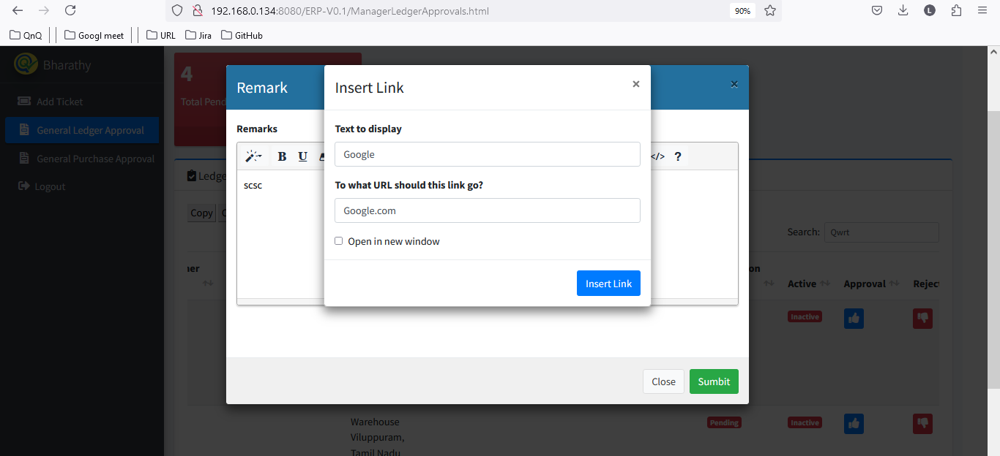 192.168.0.134:8080/ERP-V0.1/ManagerLedgerApprovals.html
90%
L
QnQ
Googl meet
URL
Jira
GitHub
Bharathy
Add Ticket
General Ledger Approval
General Purchase Approval
Logout
4
Total Pend
Remark
×
Insert Link
×
Remarks
B U
</> ?
scsc
Text to display
Google
To what URL should this link go?
Google.com
Open in new window
Insert Link
Close
Sumbit
Ledge
Copy
Search: Qwrt
ner
on
Active
Approval
Reject
Inactive
Warehouse
Viluppuram,
Tamil Nadu
Pending
Inactive